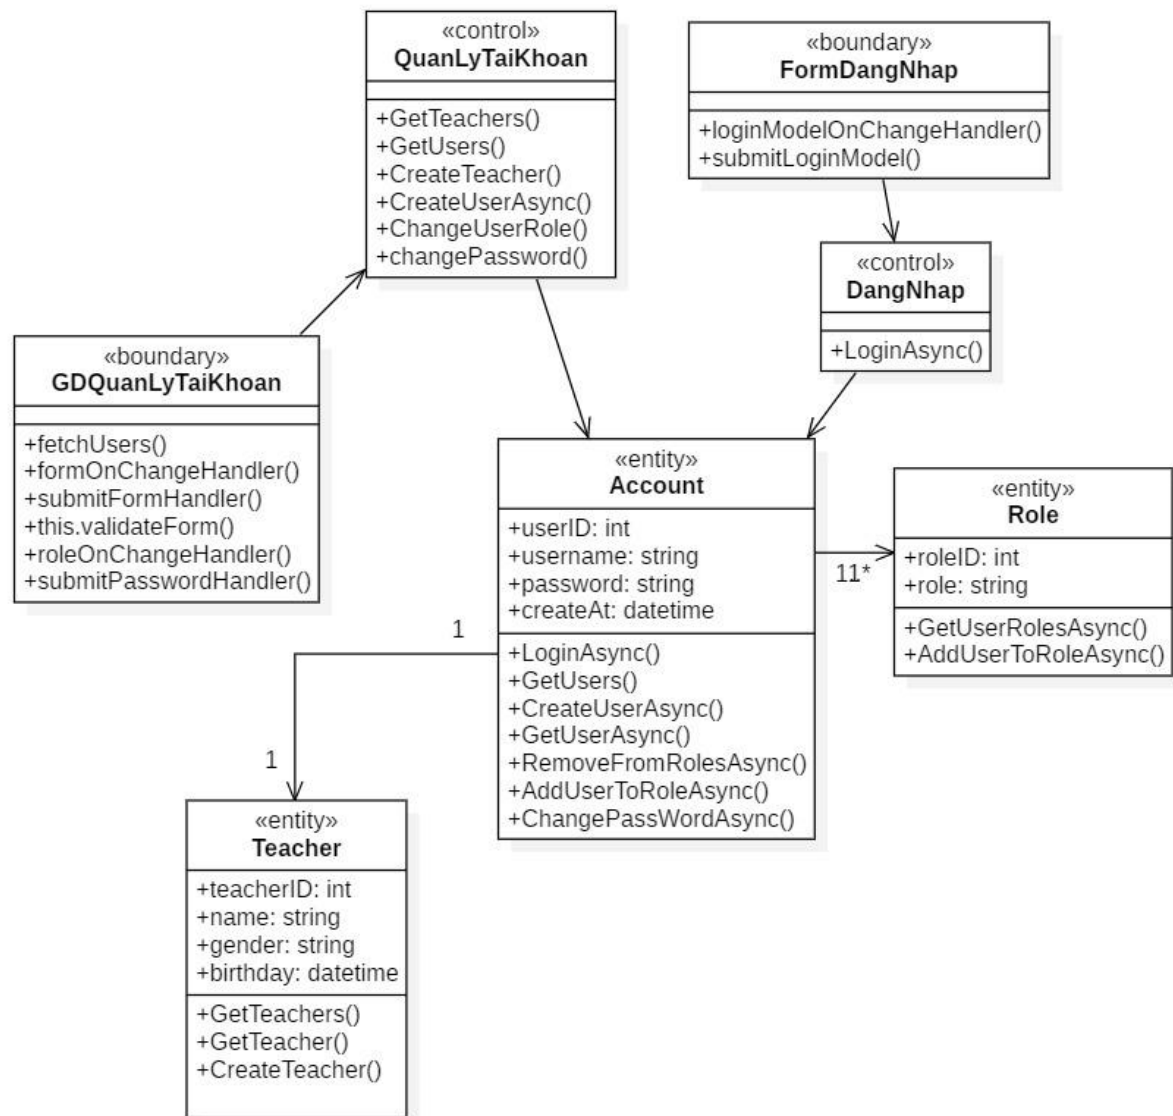 «control»
QuanLyTaiKhoan
+GetTeachers()
+GetUsers()
+CreateTeacher()
+CreateUserAsync()
+ChangeUserRole()
+changePassword()
«boundary»
FormDangNhap
+loginModelOnChangeHandler()
+submitLoginModel()
«control»
DangNhap
+LoginAsync()
«boundary»
GDQuanLyTaiKhoan
+fetchUsers()
+formOnChangeHandler()
+submitFormHandler()
+this.validateForm()
+roleOnChangeHandler()
+submitPasswordHandler()
«entity»
Account
+userID: int
+username: string
+password: string
+createAt: datetime
+LoginAsync()
+GetUsers()
+CreateUserAsync()
+GetUserAsync()
+RemoveFromRolesAsync()
+AddUserToRoleAsync()
+ChangePassWordAsync()
11*
«entity»
Role
+roleID: int
+role: string
+GetUserRolesAsync()
+AddUserToRoleAsync()
1
1
«entity»
Teacher
+teacherID: int
+name: string
+gender: string
+birthday: datetime
+GetTeachers()
+GetTeacher()
+CreateTeacher()